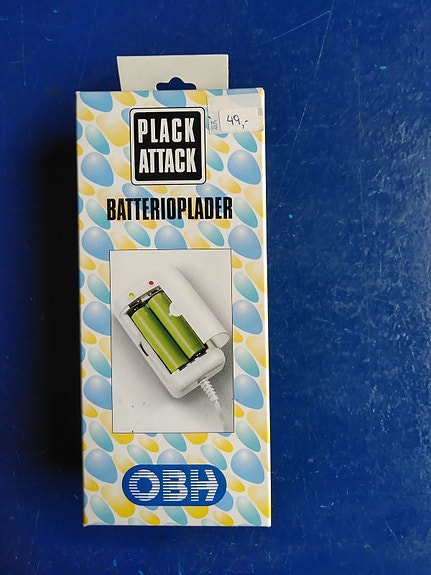 PLACK
ATTACK
49,-
BATTERIOPLADER
OBH